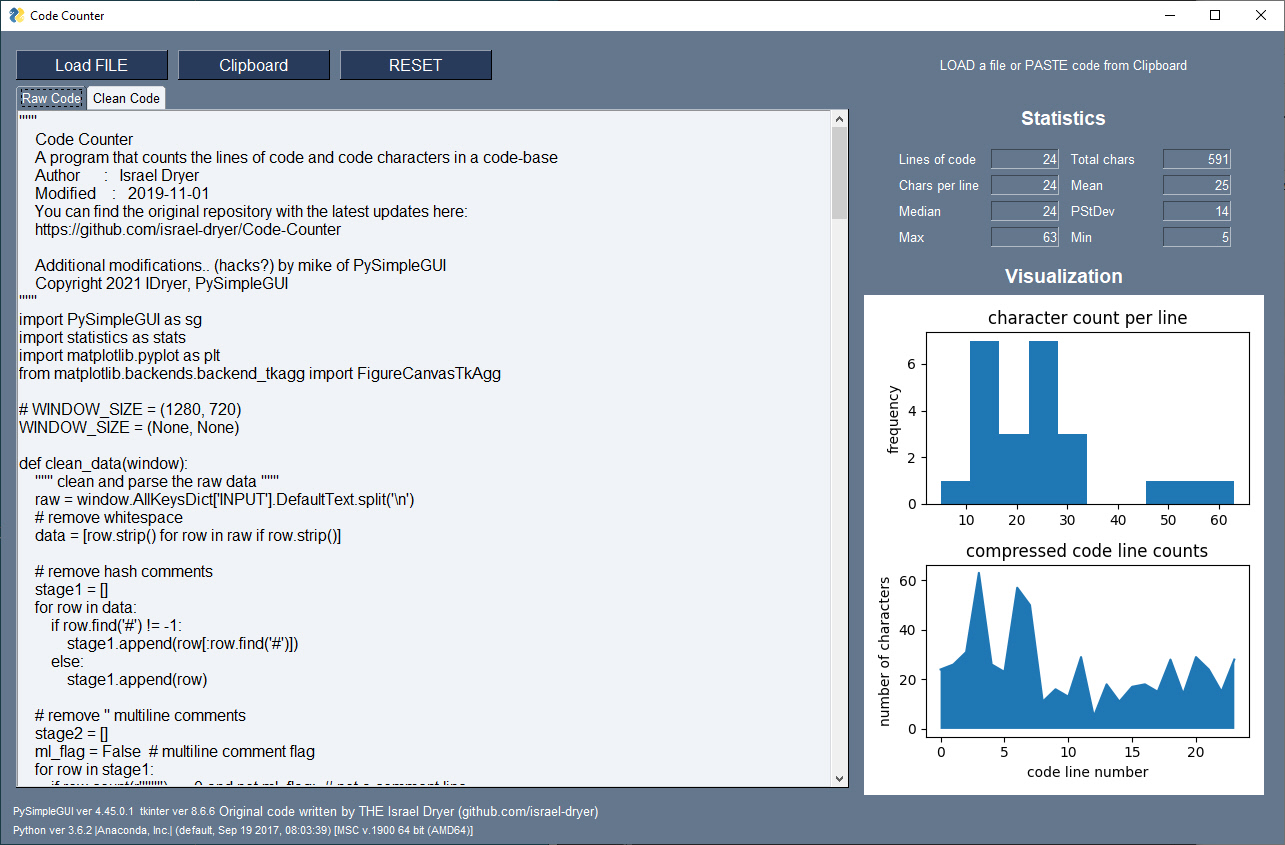 Code Counter
Load FILE Clipboard RESET
LOAD a file or PASTE code from Clipboard
Raw Code Clean Code
"""
Code Counter
A program that counts the lines of code and code characters in a code-base
Author : Israel Dryer
Modified : 2019-11-01
You can find the original repository with the latest updates here:
https://github.com/israel-dryer/Code-Counter
Additional modifications.. (hacks?) by mike of PySimpleGUI
Copyright 2021 IDryer, PySimpleGUI
"""
import PySimpleGUI as sg
import statistics as stats
import matplotlib.pyplot as plt
from matplotlib.backends.backend_tkagg import FigureCanvasTkAgg
# WINDOW_SIZE = (1280, 720)
WINDOW_SIZE = (None, None)
def clean_data(window):
""" clean and parse the raw data """
raw = window.AllKeysDict['INPUT'].DefaultText.split('\n')
# remove whitespace
data = [row.strip() for row in raw if row.strip()]
# remove hash comments
stage1 = []
for row in data:
if row.find('#') != -1:
stage1.append(row[:row.find('#')])
else:
stage1.append(row)
# remove " multiline comments
stage2 = []
ml_flag = False # multiline comment flag
for row in stage1:
Statistics
Lines of code 24 Total chars 591
Chars per line 24 Mean 25
Median 24 PStDev 14
Max 63 Min 5
Visualization
character count per line
frequency
6
4
2
0
10 20 30 40 50 60
compressed code line counts
number of characters
60
40
20
0
0 5 10 15 20
code line number
PySimpleGUI ver 4.45.0.1 tkinter ver 8.6.6 Original code written by THE Israel Dryer (github.com/israel-dryer)
Python ver 3.6.2 |Anaconda, Inc.| (default, Sep 19 2017, 08:03:39) [MSC v.1900 64 bit (AMD64)]